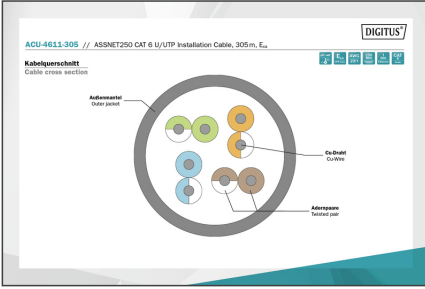 DIGITUS®
ACU-4611-305 // ASSNET250 CAT 6 U/UTP Installation Cable, 305 m, Eca
Kabelquerschnitt
Cable cross section
Außenmantel
Outer jacket
Cu-Draht
Cu-Wire
Adernpaare
Twisted pair